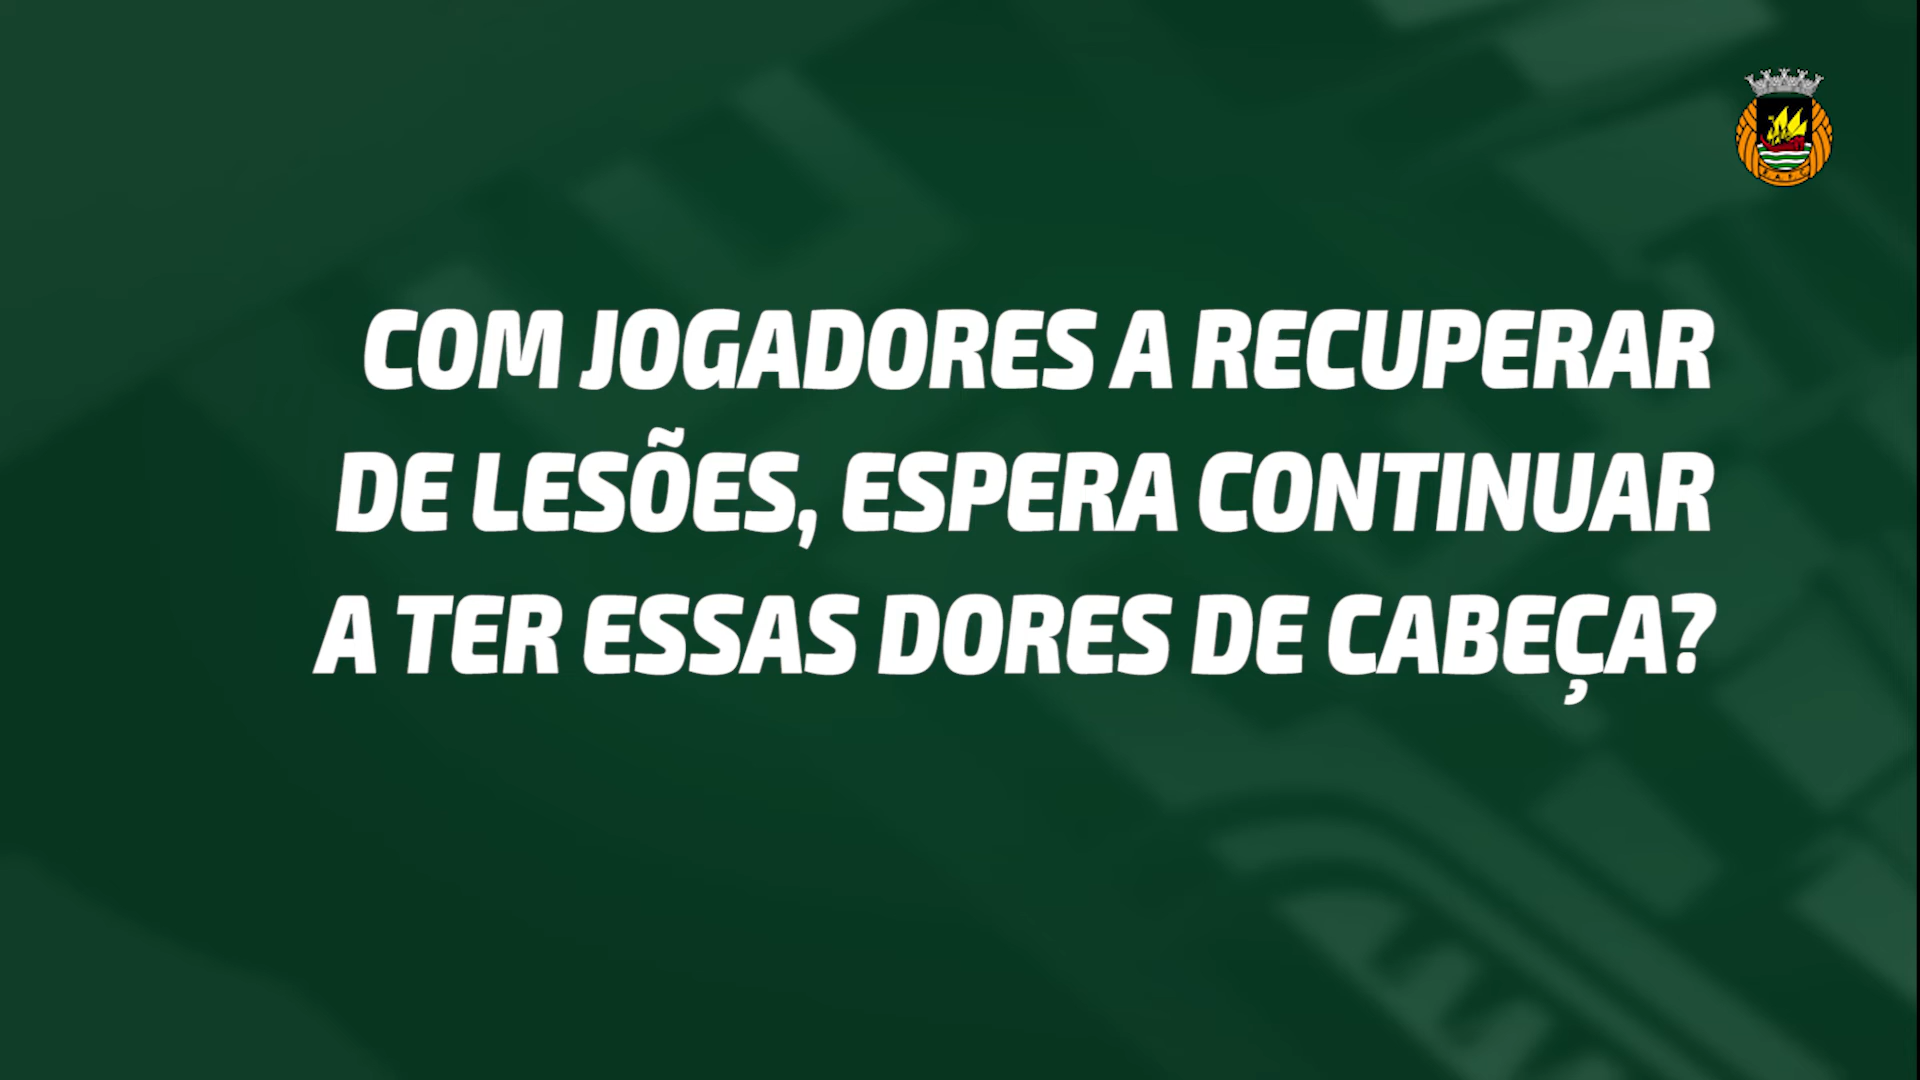 COM JOGADORES A RECUPERAR
DE LESÕES, ESPERA CONTINUAR
A TER ESSAS DORES DE CABEÇA?